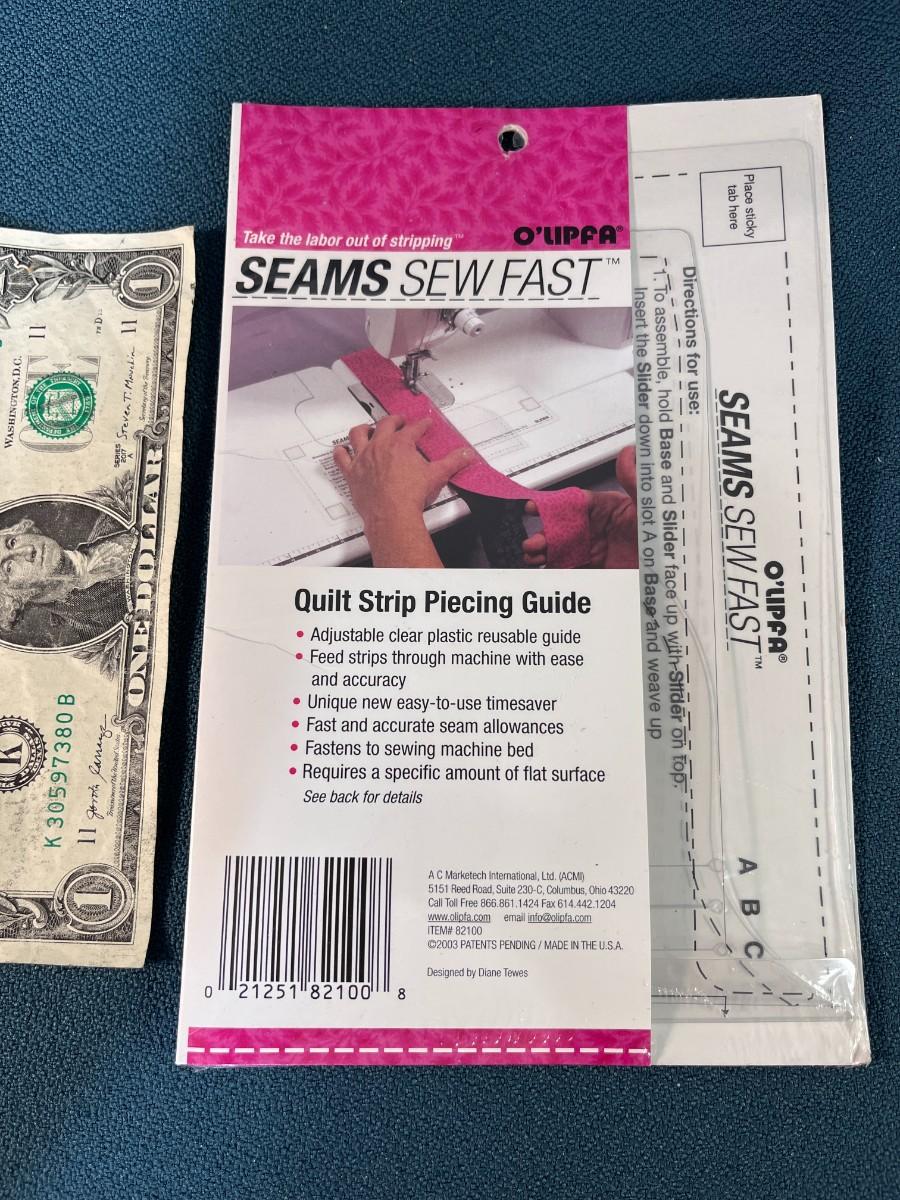 Take the labor out of stripping™
O'LIPFA®
SEAMS SEW FAST™
Quilt Strip Piecing Guide
• Adjustable clear plastic reusable guide
• Feed strips through machine with ease
and accuracy
• Unique new easy-to-use timesaver
• Fast and accurate seam allowances
• Fastens to sewing machine bed
• Requires a specific amount of flat surface
See back for details
A C Marketech International, Ltd. (ACMI)
5151 Reed Road, Suite 230-C, Columbus, Ohio 43220
Call Toll Free 866.861.1424 Fax 614.442.1204
www.olipfa.com email info@olipfa.com
ITEM# 82100
©2003 PATENTS PENDING / MADE IN THE U.S.A.
Designed by Diane Tewes
0 21251 82100 8
Place sticky
tab here
Directions for use:
1. To assemble, hold Base and Slider face up with Slider on top.
Insert the Slider down into slot A on Base and weave up
O'LIPFA®
SEAMS SEW FAST™
A B C
WASHINGTON, D.C.
SERIES
2017
A
ONE DOLLAR
K 30597380 B
K
11
11
11
1
1